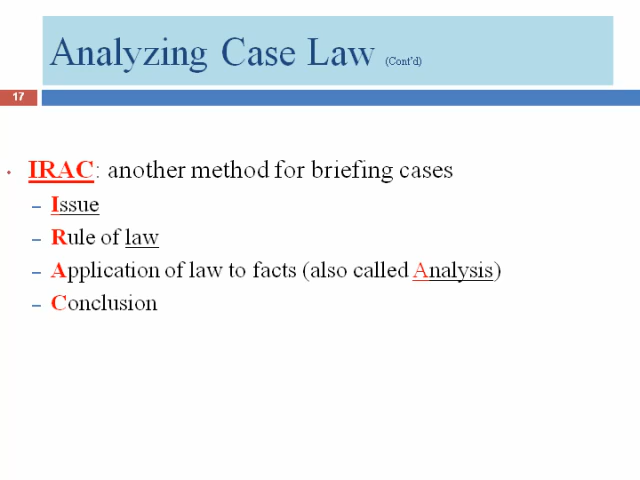 Analyzing Case Law (Cont'd)
17
• IRAC: another method for briefing cases
– Issue
– Rule of law
– Application of law to facts (also called Analysis)
– Conclusion